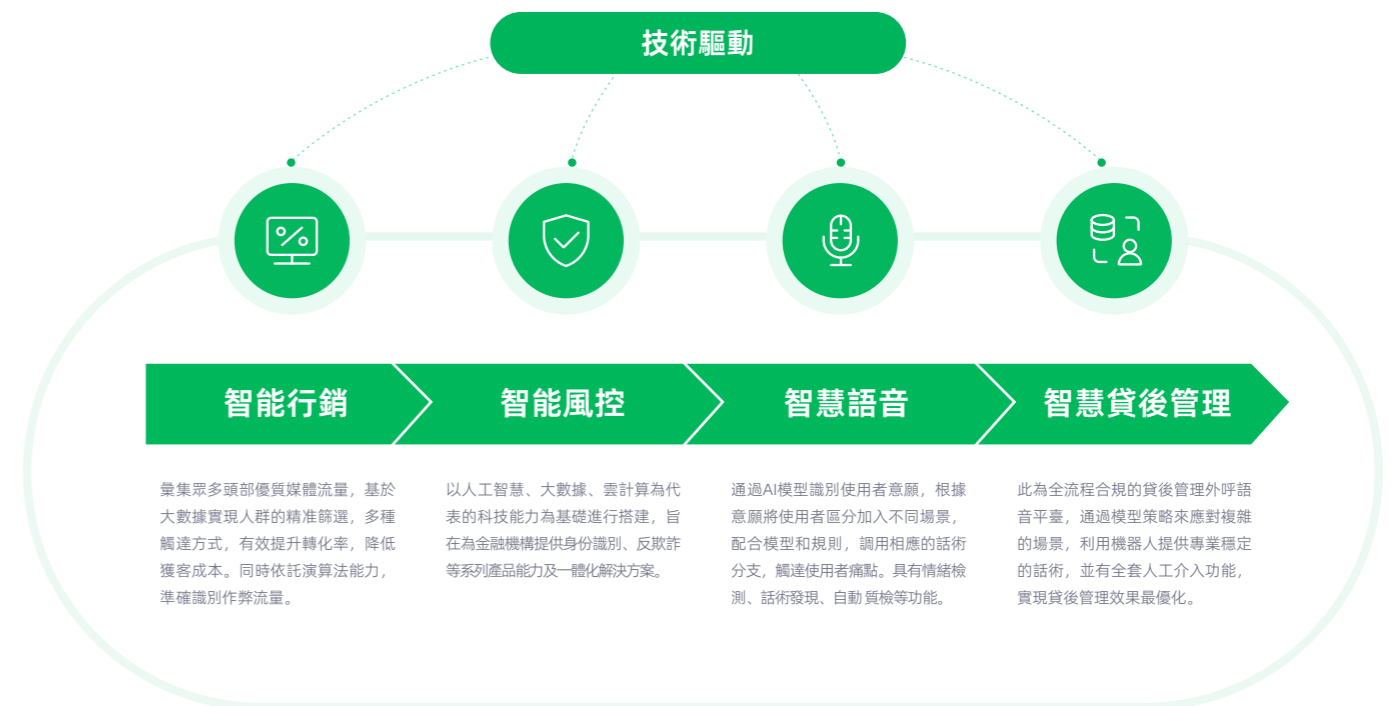 技術驅動
智能行銷
智能風控
智慧語音
智慧貸後管理
彙集眾多頭部優質媒體流量，基於
大數據實現人群的精准篩選，多種
觸達方式，有效提升轉化率，降低
獲客成本。同時依託演算法能力，
準確識別作弊流量。
以人工智慧、大數據、雲計算為代
表的科技能力為基礎進行搭建，旨
在為金融機構提供身份識別、反欺詐
等系列產品能力及一體化解決方案。
通過AI模型識別使用者意願，根據
意願將使用者區分加入不同場景，
配合模型和規則，調用相應的話術
分支，觸達使用者痛點。具有情緒檢
測、話術發現、自動質檢等功能。
此為全流程合規的貸後管理外呼語
音平臺，通過模型策略來應對複雜
的場景，利用機器人提供專業穩定
的話術，並有全套人工介入功能，
實現貸後管理效果最優化。